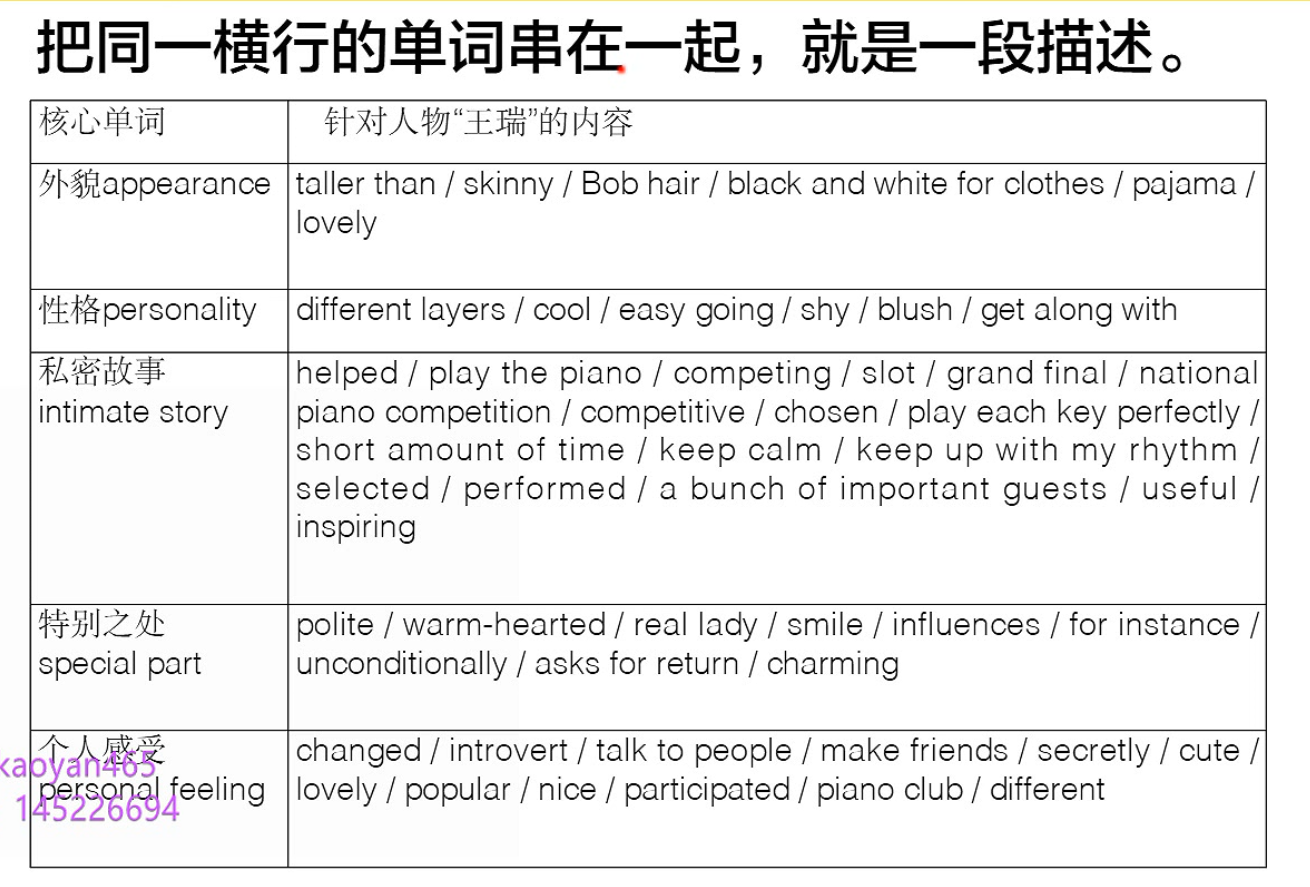 把同一横行的单词串在一起，就是一段描述。
核心单词
针对人物“王瑞”的内容
外貌appearance
taller than / skinny / Bob hair / black and white for clothes / pajama /
lovely
性格personality
different layers / cool / easy going / shy / blush / get along with
私密故事
intimate story
helped / play the piano / competing / slot / grand final / national
piano competition / competitive / chosen / play each key perfectly /
short amount of time / keep calm / keep up with my rhythm /
selected / performed / a bunch of important guests / useful /
inspiring
特别之处
special part
polite / warm-hearted / real lady / smile / influences / for instance /
unconditionally / asks for return / charming
个人感受
personal feeling
changed / introvert / talk to people / make friends / secretly / cute /
lovely / popular / nice / participated / piano club / different
kaoyan465
145226694